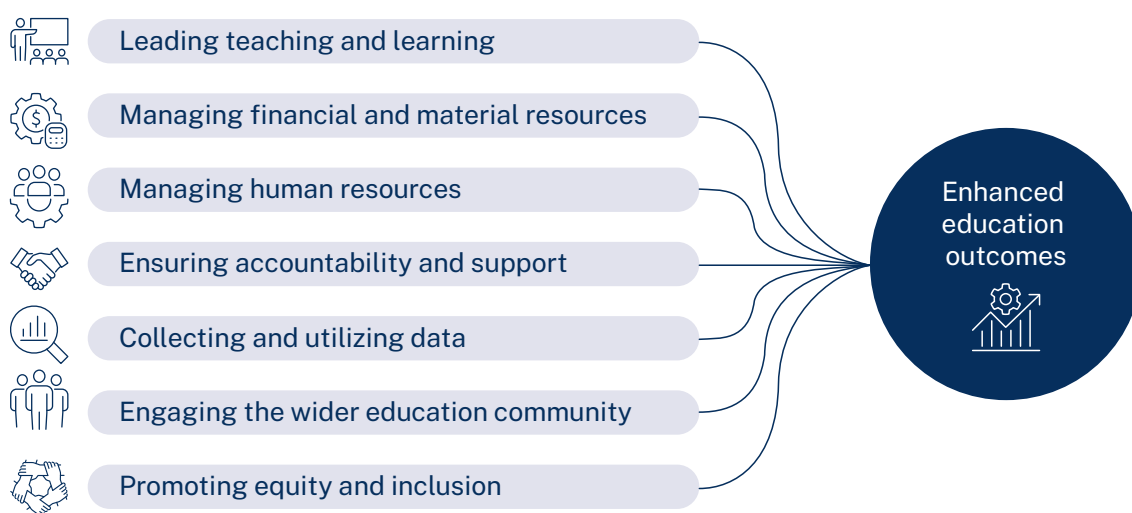 Leading teaching and learning
Managing financial and material resources
Managing human resources
Ensuring accountability and support
Collecting and utilizing data
Engaging the wider education community
Promoting equity and inclusion
Enhanced
education
outcomes
$